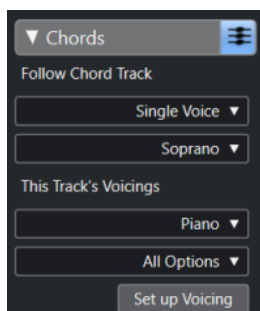 Chords
Follow Chord Track
Single Voice
Soprano
This Track's Voicings
Piano
All Options
Set up Voicing